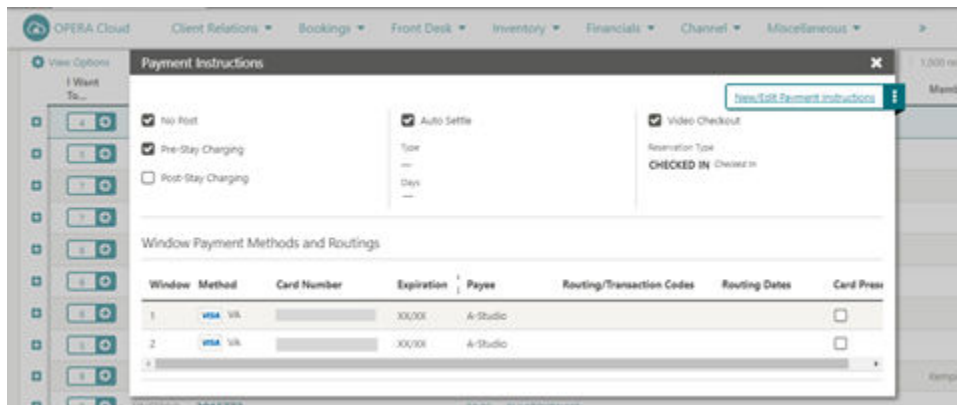 OPERA Cloud Client Relations Bookings Front Desk Inventory Financials Channel Miscellaneous
View Options Payment Instructions
I Want
To...
New/Edit Payment Instructions
No Post Auto Settle Video Checkout
Pre-Stay Charging Type Reservation Type
— CHECKED IN Checked In
Post-Stay Charging Days
—
Window Payment Methods and Routings
Window Method Card Number Expiration Payee Routing/Transaction Codes Routing Dates Card Prese
1 VISA VA XX/XX A-Studio
2 VISA VA XX/XX A-Studio